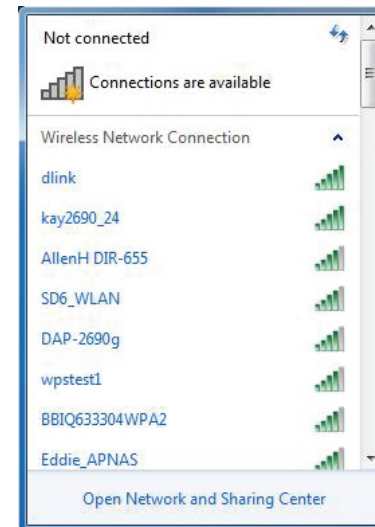 Not connected
Connections are available
Wireless Network Connection
dlink
kay2690_24
AllenH DIR-655
SD6_WLAN
DAP-2690g
wpstest1
BBIQ633304WPA2
Eddie_APNAS
Open Network and Sharing Center